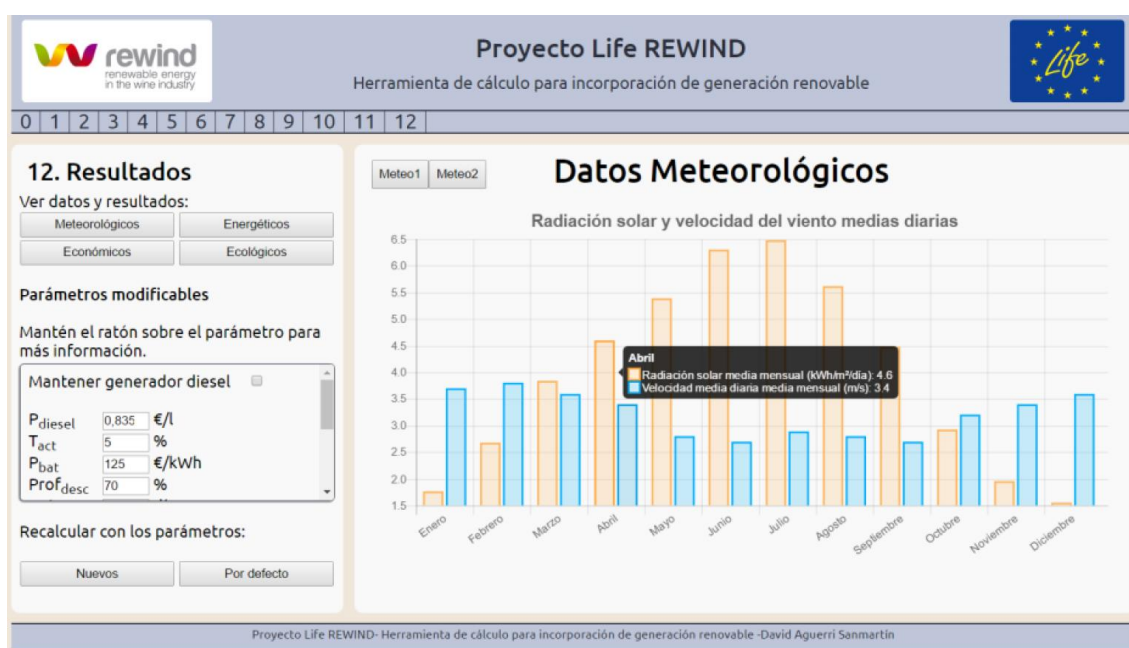 rewind
renewable energy
in the wine industry
Proyecto Life REWIND
Herramienta de cálculo para incorporación de generación renovable
Life
0 1 2 3 4 5 6 7 8 9 10 11 12
12. Resultados
Ver datos y resultados:
Meteorológicos Energéticos
Económicos Ecológicos
Parámetros modificables
Mantén el ratón sobre el parámetro para
más información.
Mantener generador diesel
Pdiesel 0,835 €/l
Tact 5 %
Pbat 125 €/kWh
Profdesc 70 %
Recalcular con los parámetros:
Nuevos Por defecto
Meteo1 Meteo2
Datos Meteorológicos
Radiación solar y velocidad del viento medias diarias
6.5
6.0
5.5
5.0
4.5
4.0
3.5
3.0
2.5
2.0
1.5
Abril
Radiación solar media mensual (kWh/m²/día): 4.6
Velocidad media diaria media mensual (m/s): 3.4
Enero Febrero Marzo Abril Mayo Junio Julio Agosto Septiembre Octubre Noviembre Diciembre
Proyecto Life REWIND- Herramienta de cálculo para incorporación de generación renovable -David Aguerri Sanmartín